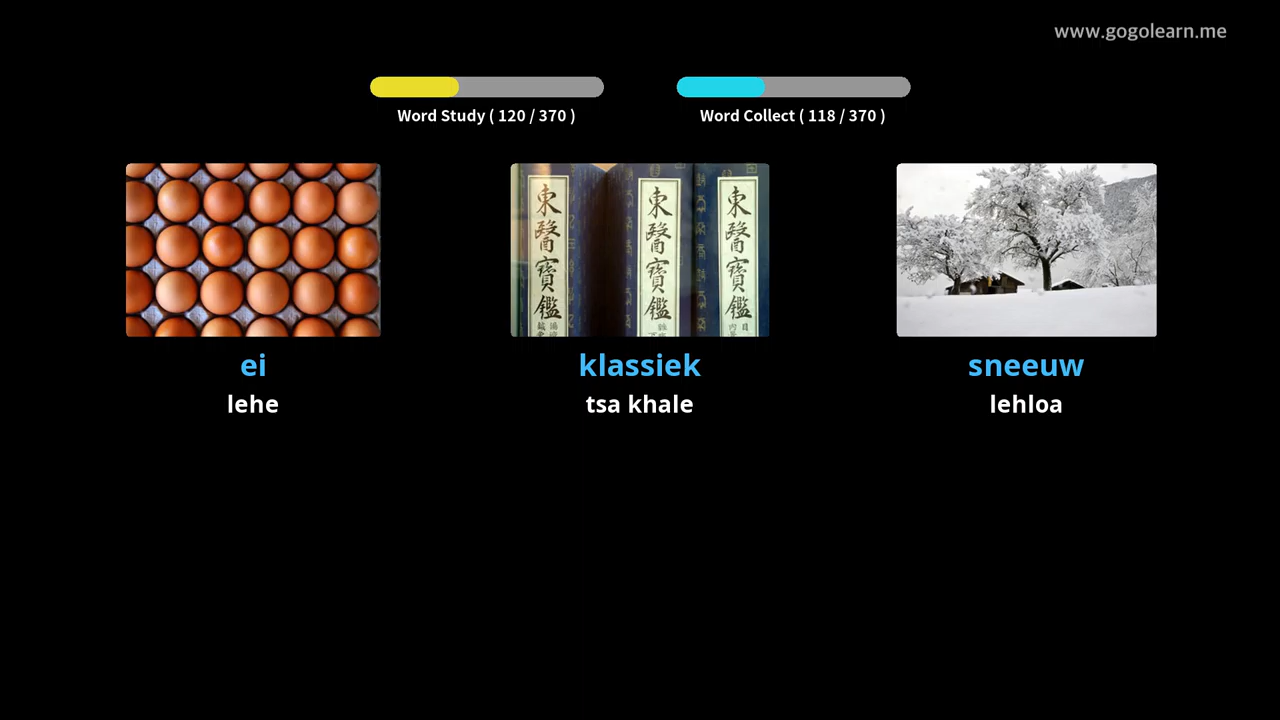 www.gogolearn.me
Word Study ( 120 / 370 )
Word Collect ( 118 / 370 )
東醫寶鑑
東醫寶鑑
東醫寶鑑
ei
klassiek
sneeuw
lehe
tsa khale
lehloa